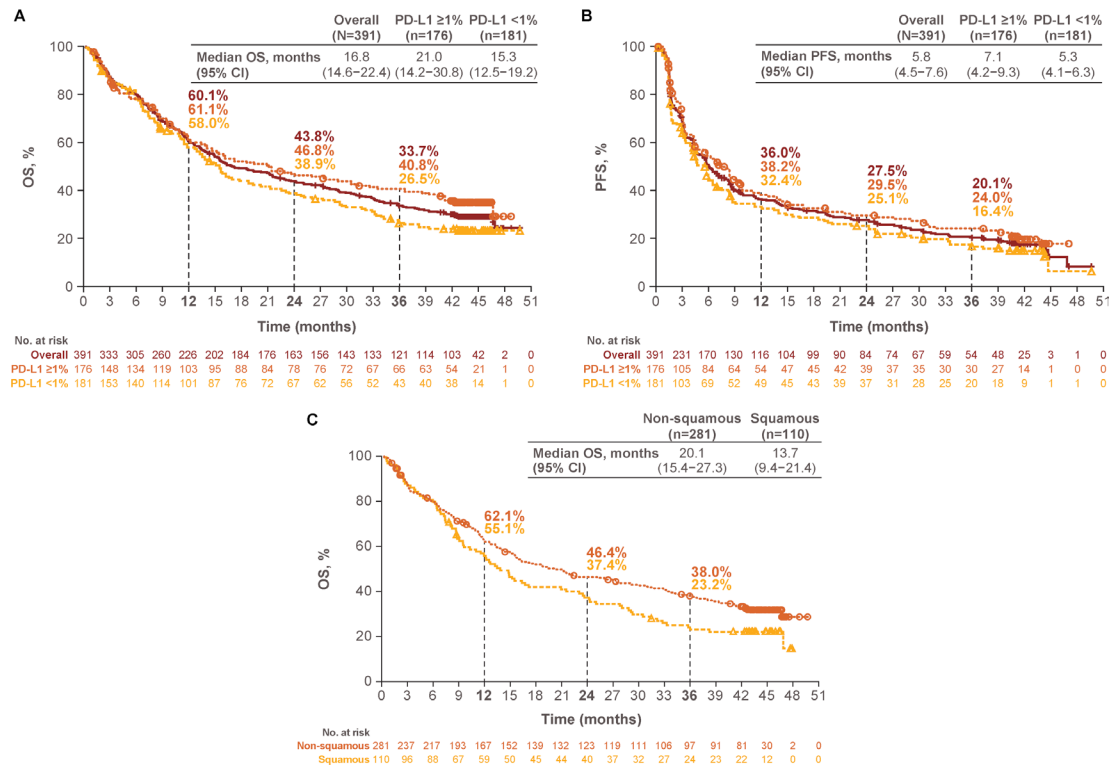 A
Overall PD-L1 ≥1% PD-L1 <1%
(N=391) (n=176) (n=181)
Median OS, months 16.8 21.0 15.3
(95% CI) (14.6−22.4) (14.2−30.8) (12.5−19.2)
100
80
60
40
20
0
OS, %
60.1%
61.1%
58.0%
43.8%
46.8%
38.9%
33.7%
40.8%
26.5%
0 3 6 9 12 15 18 21 24 27 30 33 36 39 42 45 48 51
Time (months)
No. at risk
Overall 391 333 305 260 226 202 184 176 163 156 143 133 121 114 103 42 2 0
PD-L1 ≥1% 176 148 134 119 103 95 88 84 78 76 72 67 66 63 54 21 1 0
PD-L1 <1% 181 153 140 114 101 87 76 72 67 62 56 52 43 40 38 14 1 0
B
Overall PD-L1 ≥1% PD-L1 <1%
(N=391) (n=176) (n=181)
Median PFS, months 5.8 7.1 5.3
(95% CI) (4.5−7.6) (4.2−9.3) (4.1−6.3)
100
80
60
40
20
0
PFS, %
36.0%
38.2%
32.4%
27.5%
29.5%
25.1%
20.1%
24.0%
16.4%
0 3 6 9 12 15 18 21 24 27 30 33 36 39 42 45 48 51
Time (months)
No. at risk
Overall 391 231 170 130 116 104 99 90 84 74 67 59 54 48 25 3 1 0
PD-L1 ≥1% 176 105 84 64 54 47 45 42 39 37 35 30 30 27 14 1 0 0
PD-L1 <1% 181 103 69 52 49 45 43 39 37 31 28 25 20 18 9 1 1 0
C
Non-squamous Squamous
(n=281) (n=110)
Median OS, months 20.1 13.7
(95% CI) (15.4−27.3) (9.4−21.4)
100
80
60
40
20
0
OS, %
62.1%
55.1%
46.4%
37.4%
38.0%
23.2%
0 3 6 9 12 15 18 21 24 27 30 33 36 39 42 45 48 51
Time (months)
No. at risk
Non-squamous 281 237 217 193 167 152 139 132 123 119 111 106 97 91 81 30 2 0
Squamous 110 96 88 67 59 50 45 44 40 37 32 27 24 23 22 12 0 0